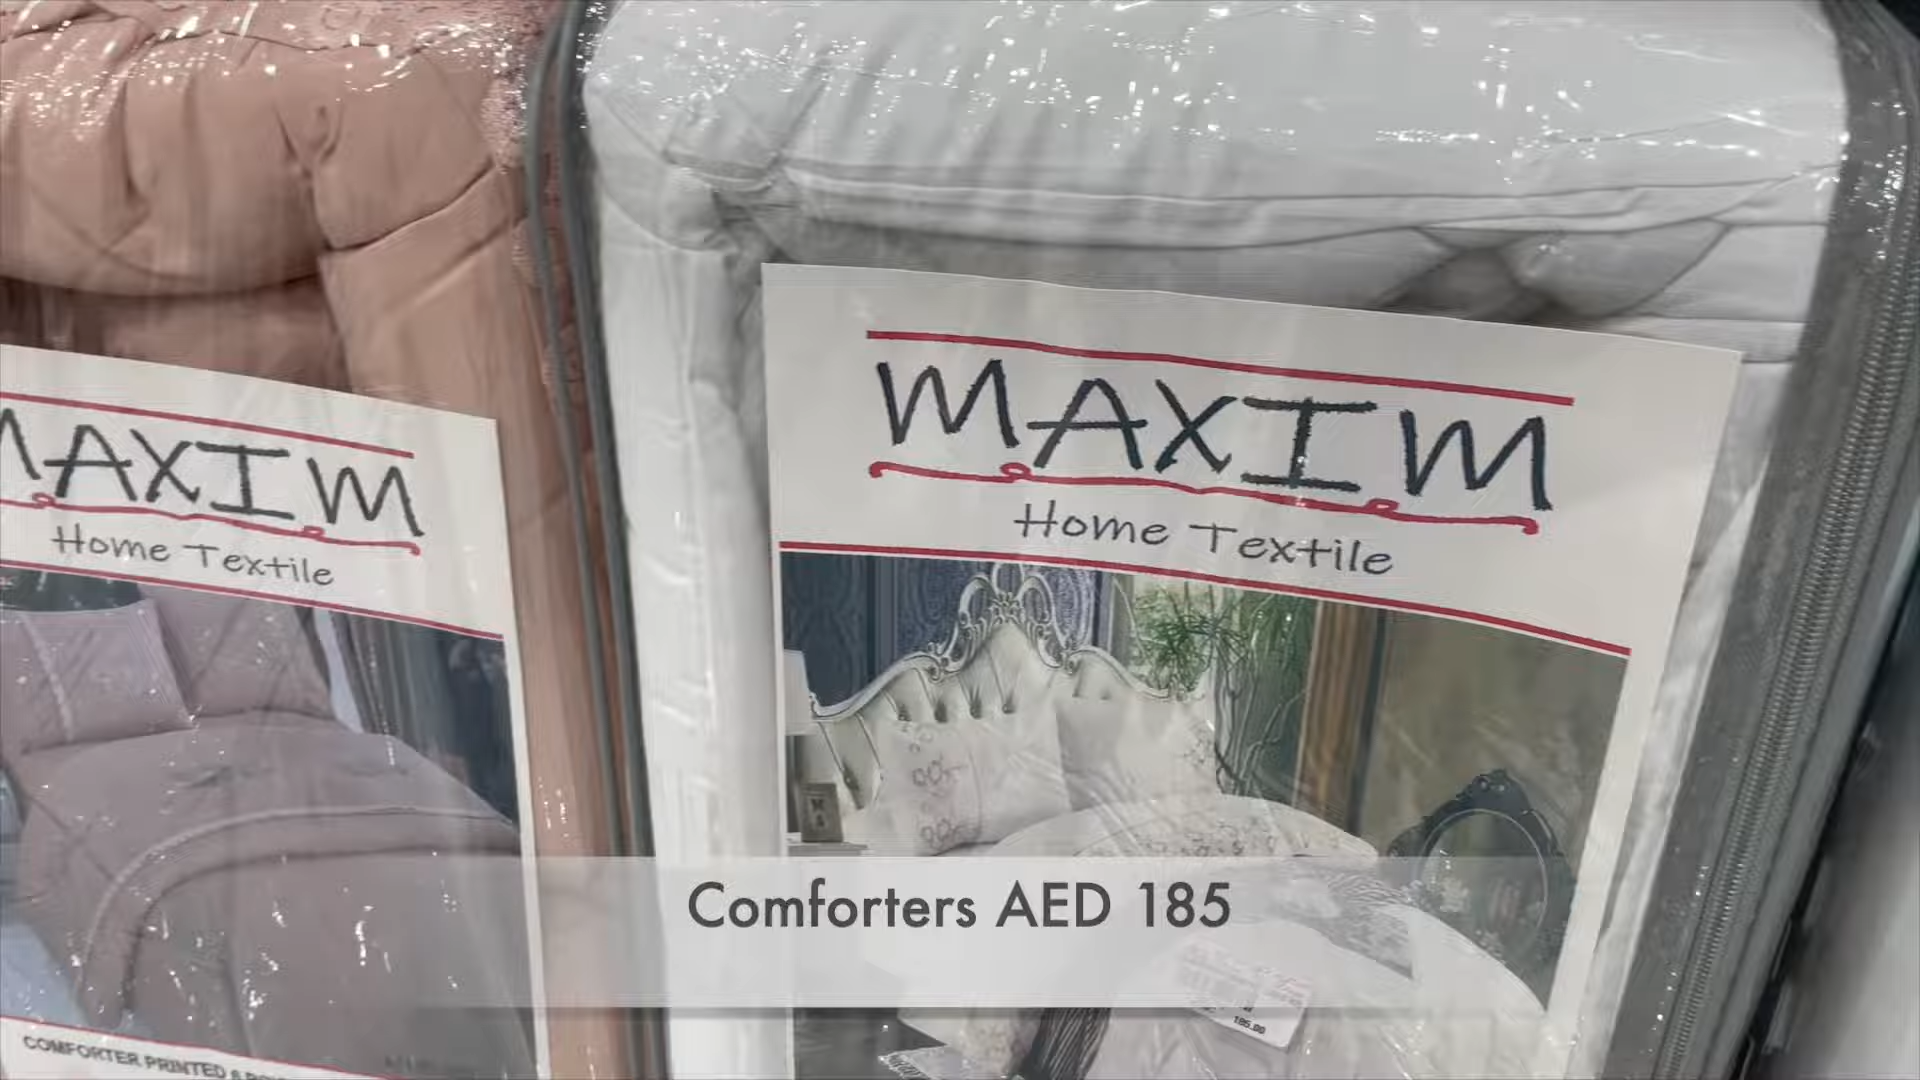 MAXIM
Home Textile
MAXIM
Home Textile
COMFORTER PRINTED
Comforters AED 185
185.00